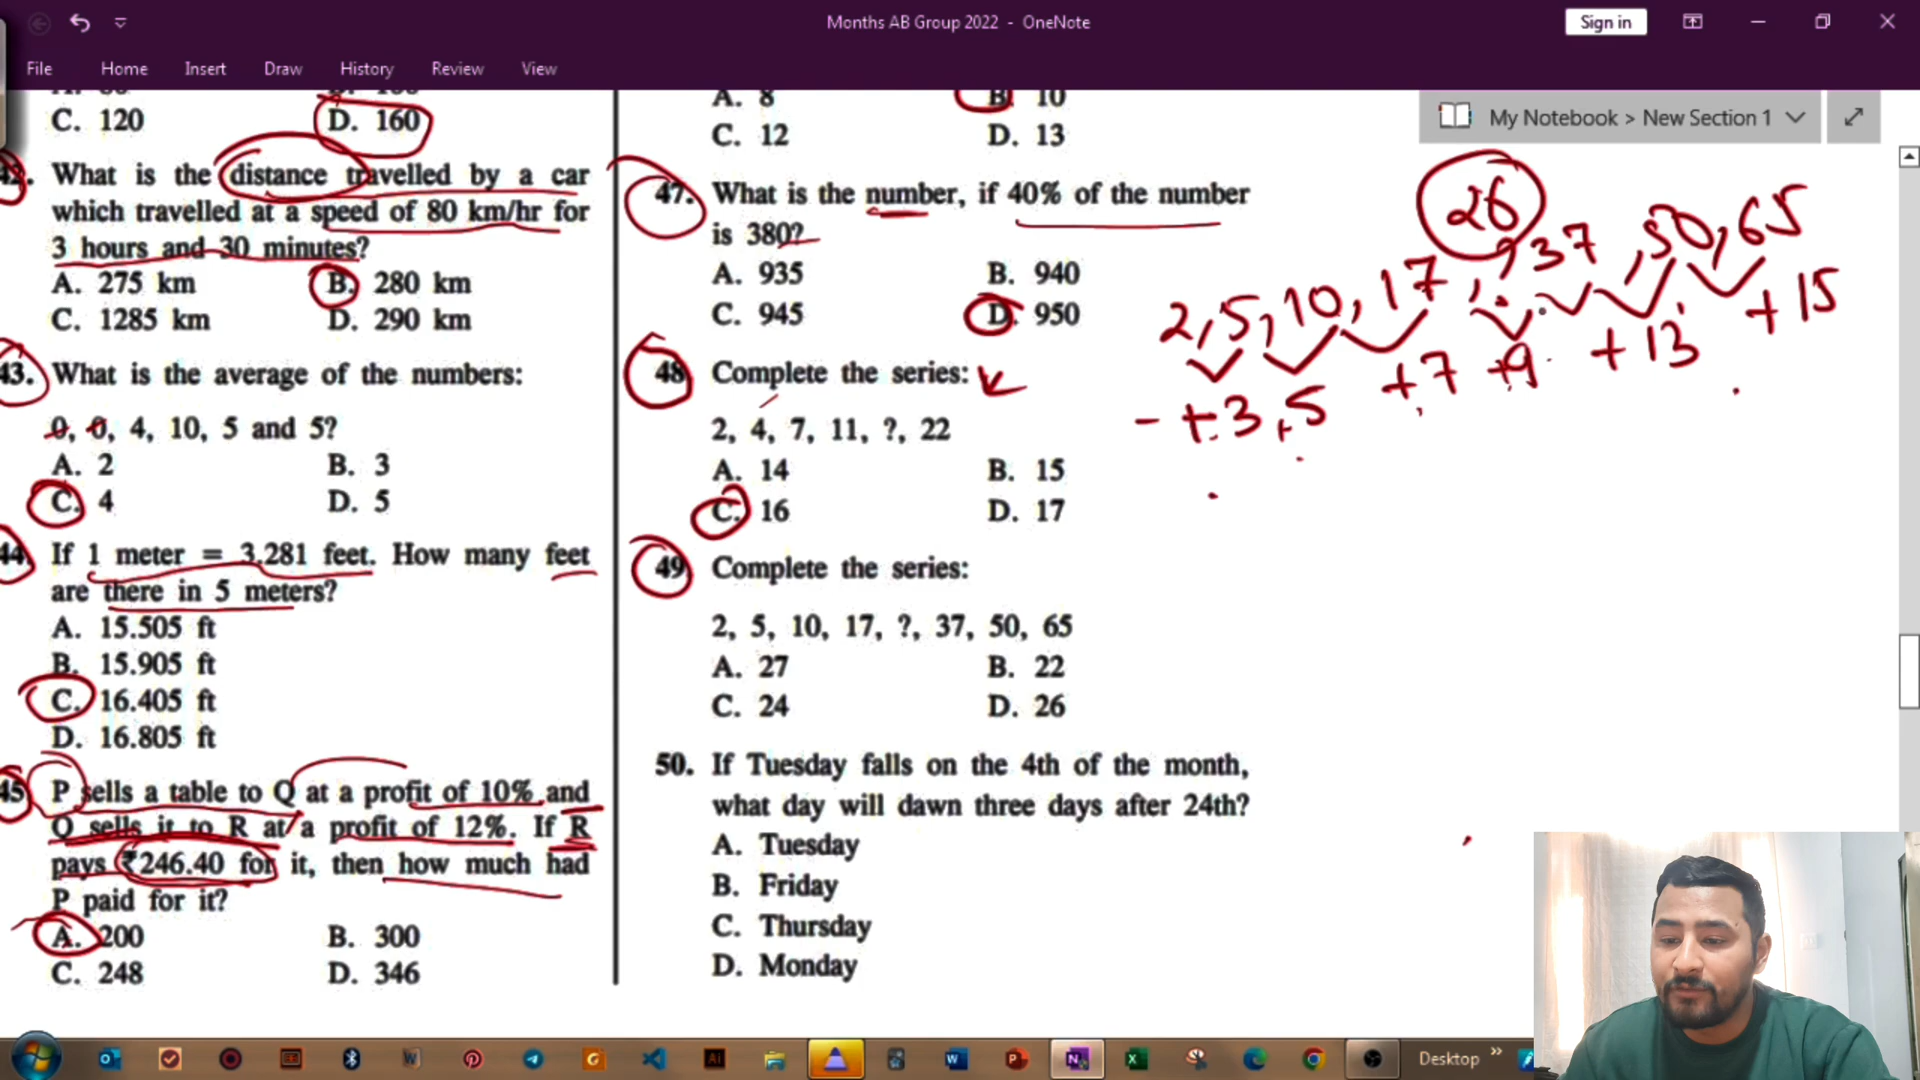 Months AB Group 2022 - OneNote
Sign in
File Home Insert Draw History Review View
My Notebook > New Section 1
C. 120 D. 160
42. What is the distance travelled by a car
which travelled at a speed of 80 km/hr for
3 hours and 30 minutes?
A. 275 km B. 280 km
C. 1285 km D. 290 km
43. What is the average of the numbers:
0, 0, 4, 10, 5 and 5?
A. 2 B. 3
C. 4 D. 5
44. If 1 meter = 3.281 feet. How many feet
are there in 5 meters?
A. 15.505 ft
B. 15.905 ft
C. 16.405 ft
D. 16.805 ft
45 P sells a table to Q at a profit of 10% and
Q sells it to R at a profit of 12%. If R
pays ₹246.40 for it, then how much had
P paid for it?
A. 200 B. 300
C. 248 D. 346
A. 8 B. 10
C. 12 D. 13
47. What is the number, if 40% of the number
is 380?
A. 935 B. 940
C. 945 D. 950
48. Complete the series:
2, 4, 7, 11, ?, 22
A. 14 B. 15
C. 16 D. 17
49. Complete the series:
2, 5, 10, 17, ?, 37, 50, 65
A. 27 B. 22
C. 24 D. 26
50. If Tuesday falls on the 4th of the month,
what day will dawn three days after 24th?
A. Tuesday
B. Friday
C. Thursday
D. Monday
26
2, 5, 10, 17, , 37, 50, 65
+3, +5 +7 +9 +13 +15
Desktop